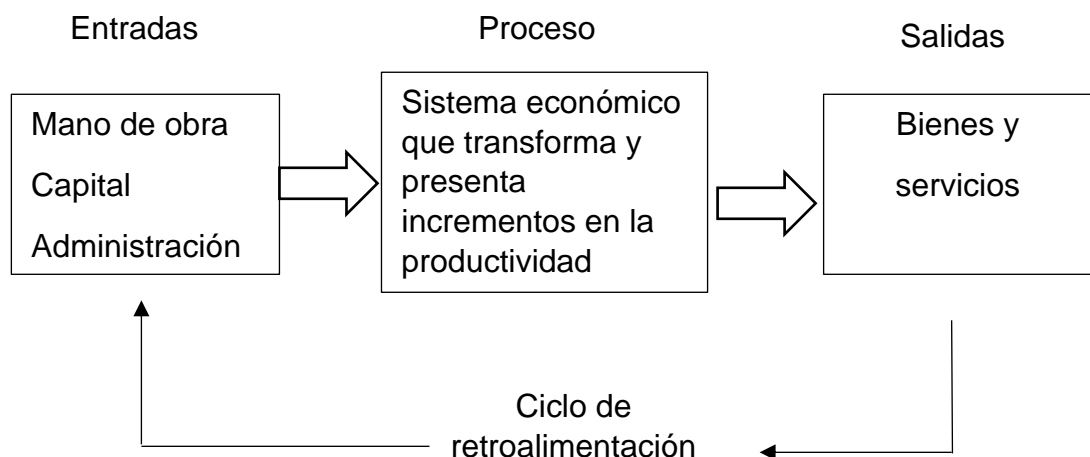 Entradas
Proceso
Salidas
Mano de obra
Capital
Administración
Sistema económico
que transforma y
presenta
incrementos en la
productividad
Bienes y
servicios
Ciclo de
retroalimentación